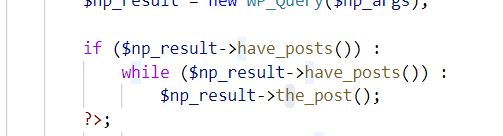 $np_result = new WP_Query($np_args);
if ($np_result->have_posts()) :
while ($np_result->have_posts()) :
$np_result->the_post();
?>;